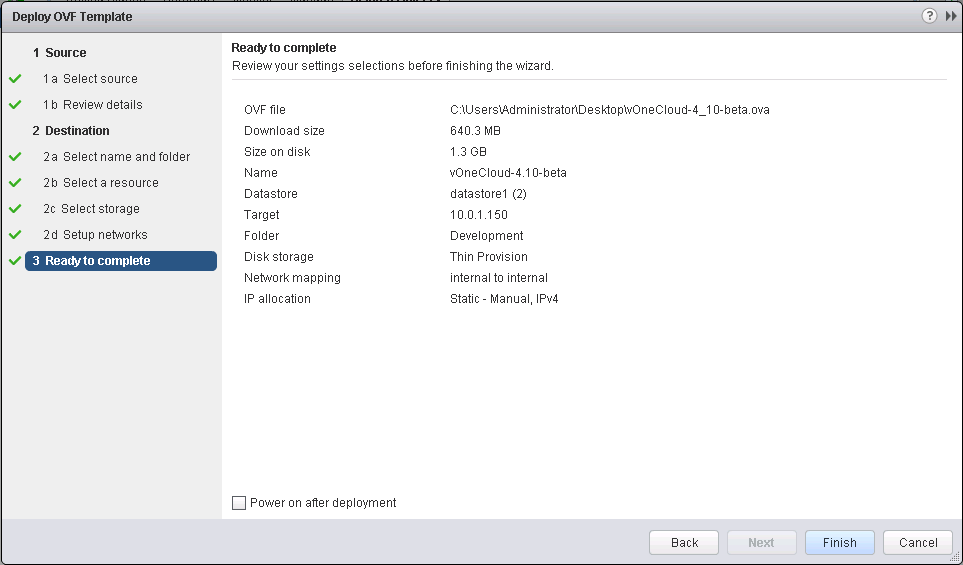 Deploy OVF Template
?
1 Source
1a Select source
1b Review details
2 Destination
2a Select name and folder
2b Select a resource
2c Select storage
2d Setup networks
3 Ready to complete
Ready to complete
Review your settings selections before finishing the wizard.
OVF file C:\Users\Administrator\Desktop\vOneCloud-4_10-beta.ova
Download size 640.3 MB
Size on disk 1.3 GB
Name vOneCloud-4.10-beta
Datastore datastore1 (2)
Target 10.0.1.150
Folder Development
Disk storage Thin Provision
Network mapping internal to internal
IP allocation Static - Manual, IPv4
Power on after deployment
Back Next Finish Cancel